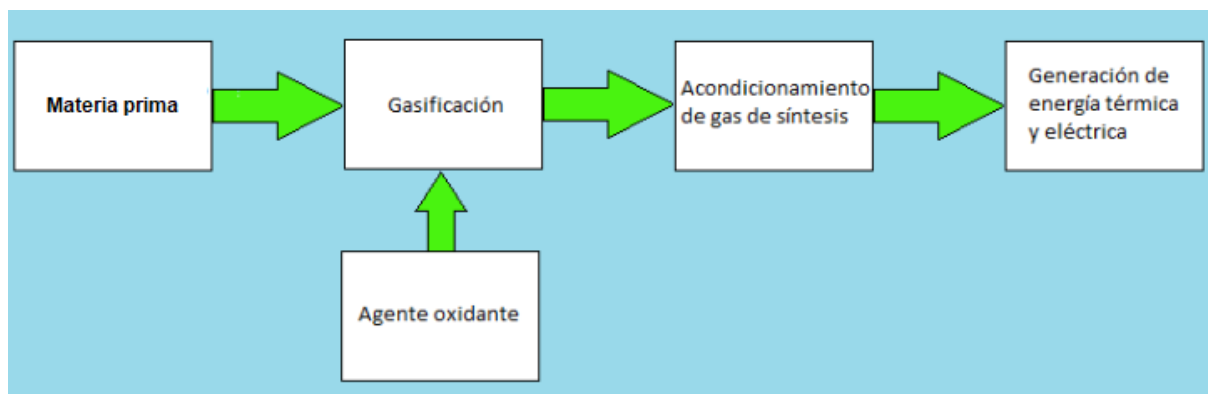 Materia prima
Gasificación
Acondicionamiento
de gas de síntesis
Generación de
energía térmica
y eléctrica
Agente oxidante